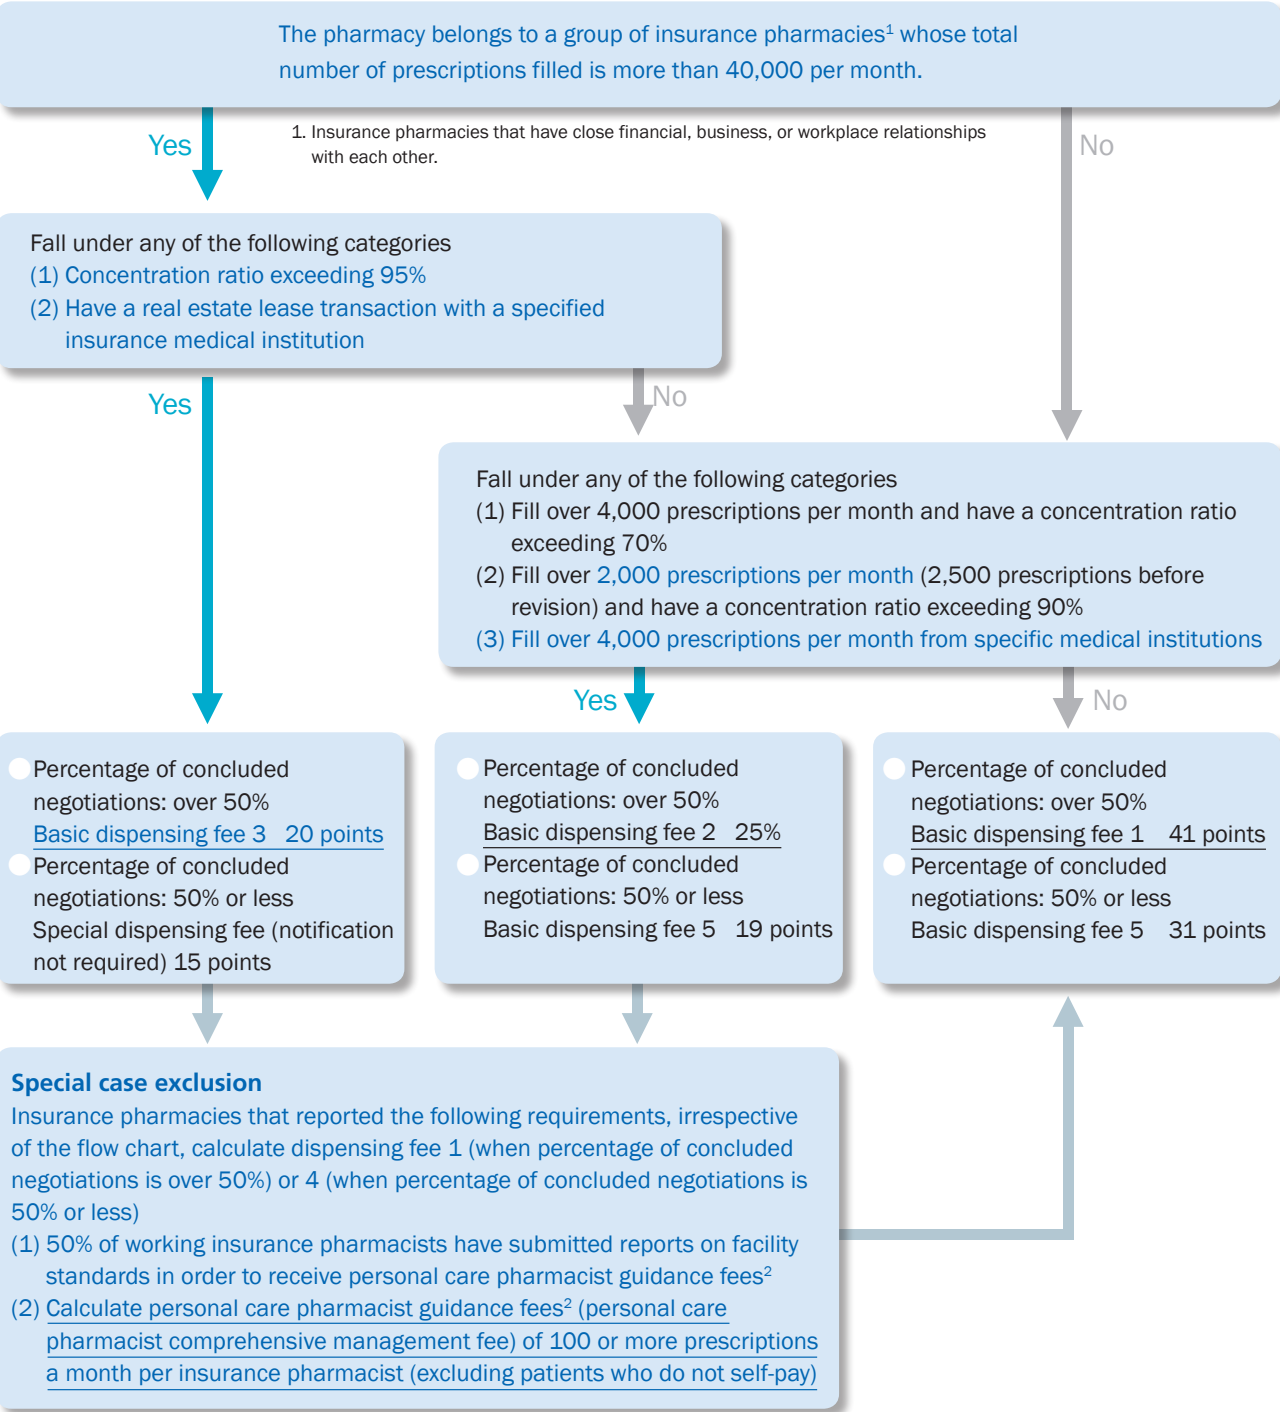 The pharmacy belongs to a group of insurance pharmacies¹ whose total
number of prescriptions filled is more than 40,000 per month.
Yes
1. Insurance pharmacies that have close financial, business, or workplace relationships
with each other.
No
Fall under any of the following categories
(1) Concentration ratio exceeding 95%
(2) Have a real estate lease transaction with a specified
insurance medical institution
Yes
No
Fall under any of the following categories
(1) Fill over 4,000 prescriptions per month and have a concentration ratio
exceeding 70%
(2) Fill over 2,000 prescriptions per month (2,500 prescriptions before
revision) and have a concentration ratio exceeding 90%
(3) Fill over 4,000 prescriptions per month from specific medical institutions
Yes
No
Percentage of concluded
negotiations: over 50%
Basic dispensing fee 3 20 points
Percentage of concluded
negotiations: 50% or less
Special dispensing fee (notification
not required) 15 points
Percentage of concluded
negotiations: over 50%
Basic dispensing fee 2 25%
Percentage of concluded
negotiations: 50% or less
Basic dispensing fee 5 19 points
Percentage of concluded
negotiations: over 50%
Basic dispensing fee 1 41 points
Percentage of concluded
negotiations: 50% or less
Basic dispensing fee 5 31 points
Special case exclusion
Insurance pharmacies that reported the following requirements, irrespective
of the flow chart, calculate dispensing fee 1 (when percentage of concluded
negotiations is over 50%) or 4 (when percentage of concluded negotiations is
50% or less)
(1) 50% of working insurance pharmacists have submitted reports on facility
standards in order to receive personal care pharmacist guidance fees²
(2) Calculate personal care pharmacist guidance fees² (personal care
pharmacist comprehensive management fee) of 100 or more prescriptions
a month per insurance pharmacist (excluding patients who do not self-pay)